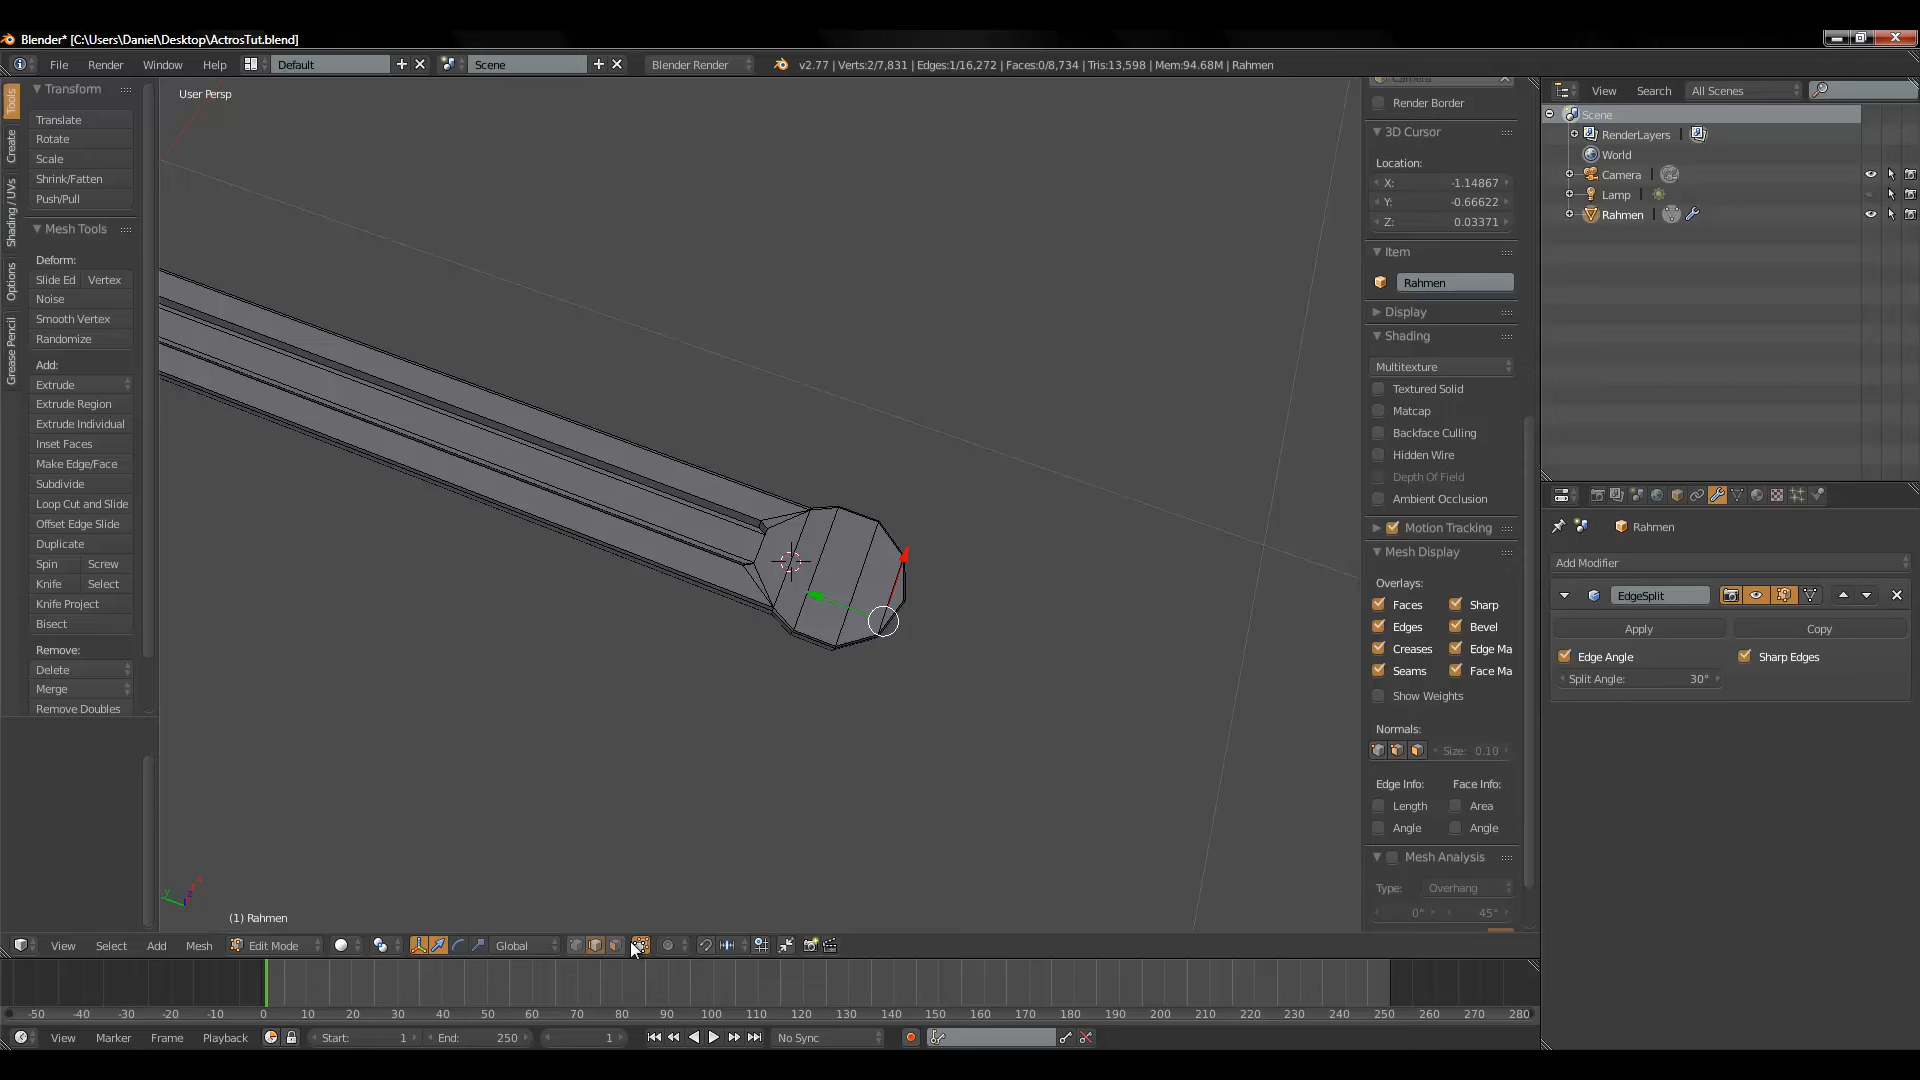 Blender* [C:\Users\Daniel\Desktop\ActrosTut.blend]
File Render Window Help Default Scene Blender Render v2.77 | Verts:2/7,831 | Edges:1/16,272 | Faces:0/8,734 | Tris:13,598 | Mem:94.68M | Rahmen
Tools
Create
Shading / UVs
Options
Grease Pencil
Transform
Translate
Rotate
Scale
Shrink/Fatten
Push/Pull
Mesh Tools
Deform:
Slide Ed Vertex
Noise
Smooth Vertex
Randomize
Add:
Extrude
Extrude Region
Extrude Individual
Inset Faces
Make Edge/Face
Subdivide
Loop Cut and Slide
Offset Edge Slide
Duplicate
Spin Screw
Knife Select
Knife Project
Bisect
Remove:
Delete
Merge
Remove Doubles
User Persp
(1) Rahmen
Render Border
3D Cursor
Location:
X: -1.14867
Y: -0.66622
Z: 0.03371
Item
Rahmen
Display
Shading
Multitexture
Textured Solid
Matcap
Backface Culling
Hidden Wire
Depth Of Field
Ambient Occlusion
Motion Tracking
Mesh Display
Overlays:
Faces Sharp
Edges Bevel
Creases Edge Ma
Seams Face Ma
Show Weights
Normals:
Size: 0.10
Edge Info: Face Info:
Length Area
Angle Angle
Mesh Analysis
Type: Overhang
0° 45°
View Search All Scenes
Scene
RenderLayers
World
Camera
Lamp
Rahmen
Rahmen
Add Modifier
EdgeSplit
Apply Copy
Edge Angle Sharp Edges
Split Angle: 30°
View Select Add Mesh Edit Mode Global
-50 -40 -30 -20 -10 0 10 20 30 40 50 60 70 80 90 100 110 120 130 140 150 160 170 180 190 200 210 220 230 240 250 260 270 280
View Marker Frame Playback Start: 1 End: 250 1 No Sync